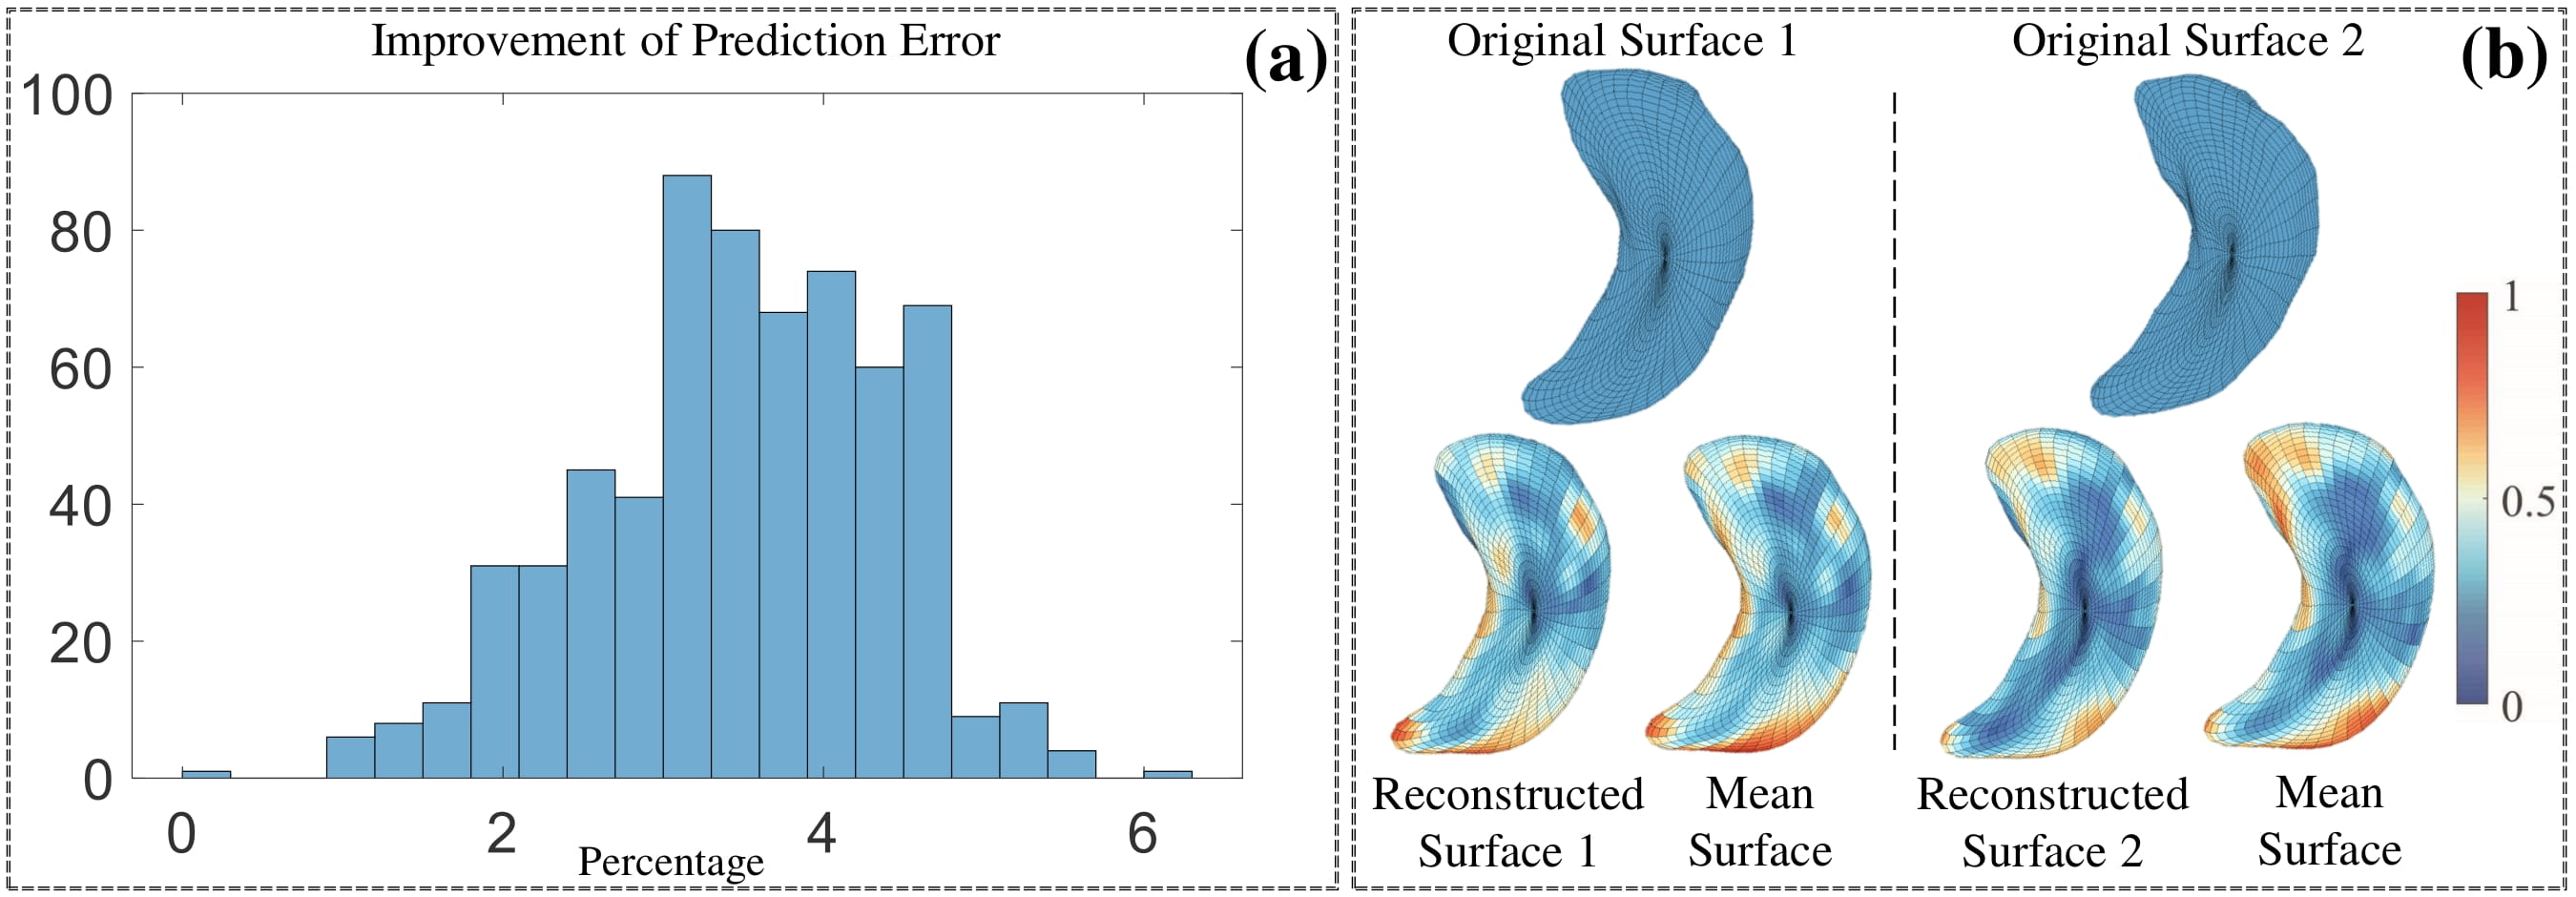 Improvement of Prediction Error
(a)
100
80
60
40
20
0
0 2 4 6
Percentage
Original Surface 1
Original Surface 2
(b)
1
0.5
0
Reconstructed
Surface 1
Mean
Surface
Reconstructed
Surface 2
Mean
Surface